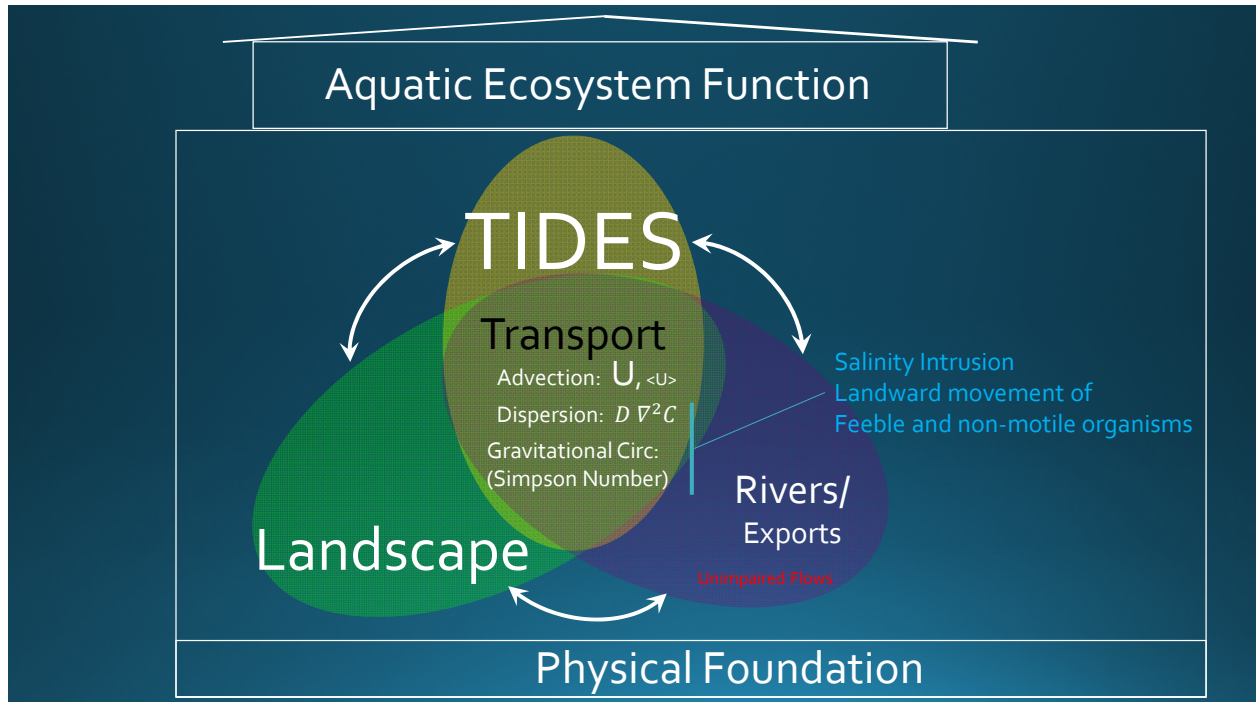 Aquatic Ecosystem Function
TIDES
Transport
Advection: U, <U>
Dispersion: D ∇²C
Gravitational Circ:
(Simpson Number)
Salinity Intrusion
Landward movement of
Feeble and non-motile organisms
Rivers/
Exports
Unimpaired Flows
Landscape
Physical Foundation